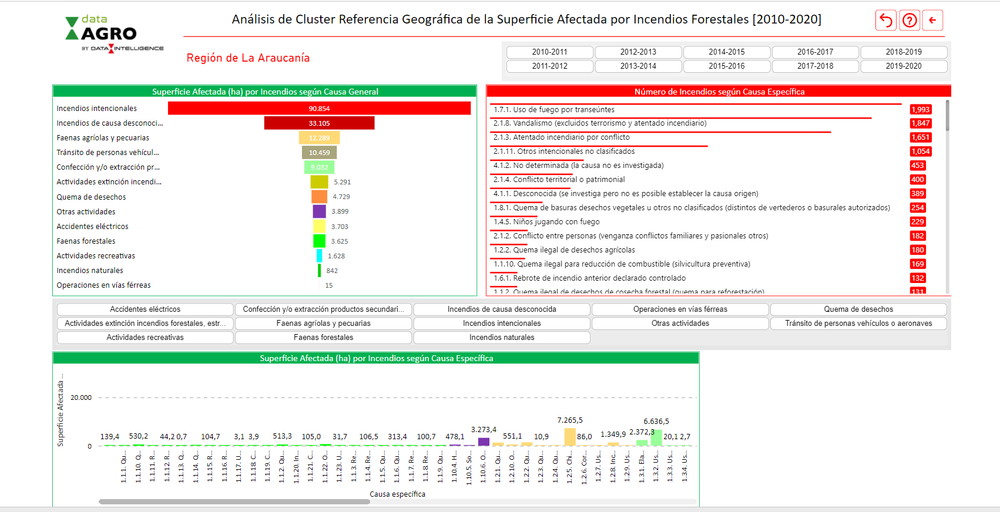 data
AGRO
BY DATA INTELLIGENCE
Análisis de Cluster Referencia Geográfica de la Superficie Afectada por Incendios Forestales [2010-2020]
Región de La Araucanía
2010-2011 2012-2013 2014-2015 2016-2017 2018-2019
2011-2012 2013-2014 2015-2016 2017-2018 2019-2020
Superficie Afectada (ha) por Incendios según Causa General
Incendios intencionales 90.854
Incendios de causa desconoci... 33.105
Faenas agríolas y pecuarias 12.289
Tránsito de personas vehícul... 10.459
Confección y/o extracción pr... 9.032
Actividades extinción incendi... 5.291
Quema de desechos 4.729
Otras actividades 3.899
Accidentes eléctricos 3.703
Faenas forestales 3.625
Actividades recreativas 1.628
Incendios naturales 842
Operaciones en vías férreas 15
Número de Incendios según Causa Específica
1.7.1. Uso de fuego por transeúntes 1,993
2.1.8. Vandalismo (excluidos terrorismo y atentado incendiario) 1,847
2.1.3. Atentado incendiario por conflicto 1,651
2.1.11. Otros intencionales no clasificados 1,054
4.1.2. No determinada (la causa no es investigada) 453
2.1.4. Conflicto territorial o patrimonial 400
4.1.1. Desconocida (se investiga pero no es posible establecer la causa origen) 389
1.8.1. Quema de basuras desechos vegetales u otros no clasificados (distintos de vertederos o basurales autorizados) 254
1.4.5. Niños jugando con fuego 229
2.1.2. Conflicto entre personas (venganza conflictos familiares y pasionales otros) 182
1.2.2. Quema ilegal de desechos agrícolas 180
1.1.10. Quema ilegal para reducción de combustible (silvicultura preventiva) 169
1.6.1. Rebrote de incendio anterior declarado controlado 132
1.1.2. Quema ilegal de desechos de cosecha forestal (quema para reforestación) 131
Accidentes eléctricos Confección y/o extracción productos secundari... Incendios de causa desconocida Operaciones en vías férreas Quema de desechos
Actividades extinción incendios forestales, estr... Faenas agríolas y pecuarias Incendios intencionales Otras actividades Tránsito de personas vehículos o aeronaves
Actividades recreativas Faenas forestales Incendios naturales
Superficie Afectada (ha) por Incendios según Causa Específica
Superficie Afectada ...
20.000
0
139,4 530,2 44,2 0,7 104,7 3,1 3,9 513,3 105,0 31,7 106,5 313,4 100,7 478,1 3.273,4 551,1 10,9 7.265,5 86,0 1.349,9 2.372,3 6.636,5 20,1 2,7
1.1.1. Qu...
1.1.10. Q...
1.1.11. R...
1.1.12. R...
1.1.13. Q...
1.1.14. Q...
1.1.15. R...
1.1.16. R...
1.1.17. U...
1.1.18. C...
1.1.19. C...
1.1.2. Qu...
1.1.20. In...
1.1.21. C...
1.1.22. O...
1.1.23. U...
1.1.3. Re...
1.1.4. Re...
1.1.5. Qu...
1.1.6. Qu...
1.1.7. Re...
1.1.8. Re...
1.1.9. Qu...
1.10.4. H...
1.10.5. So...
1.10.6. O...
1.2.1. Qu...
1.2.10. O...
1.2.2. Qu...
1.2.3. Qu...
1.2.4. Qu...
1.2.5. Chi...
1.2.6. Cor...
1.2.7. Us...
1.2.8. Inc...
1.2.9. Us...
1.3.1. Ela...
1.3.2. Us...
1.3.3. Us...
1.3.4. Us...
Causa específica